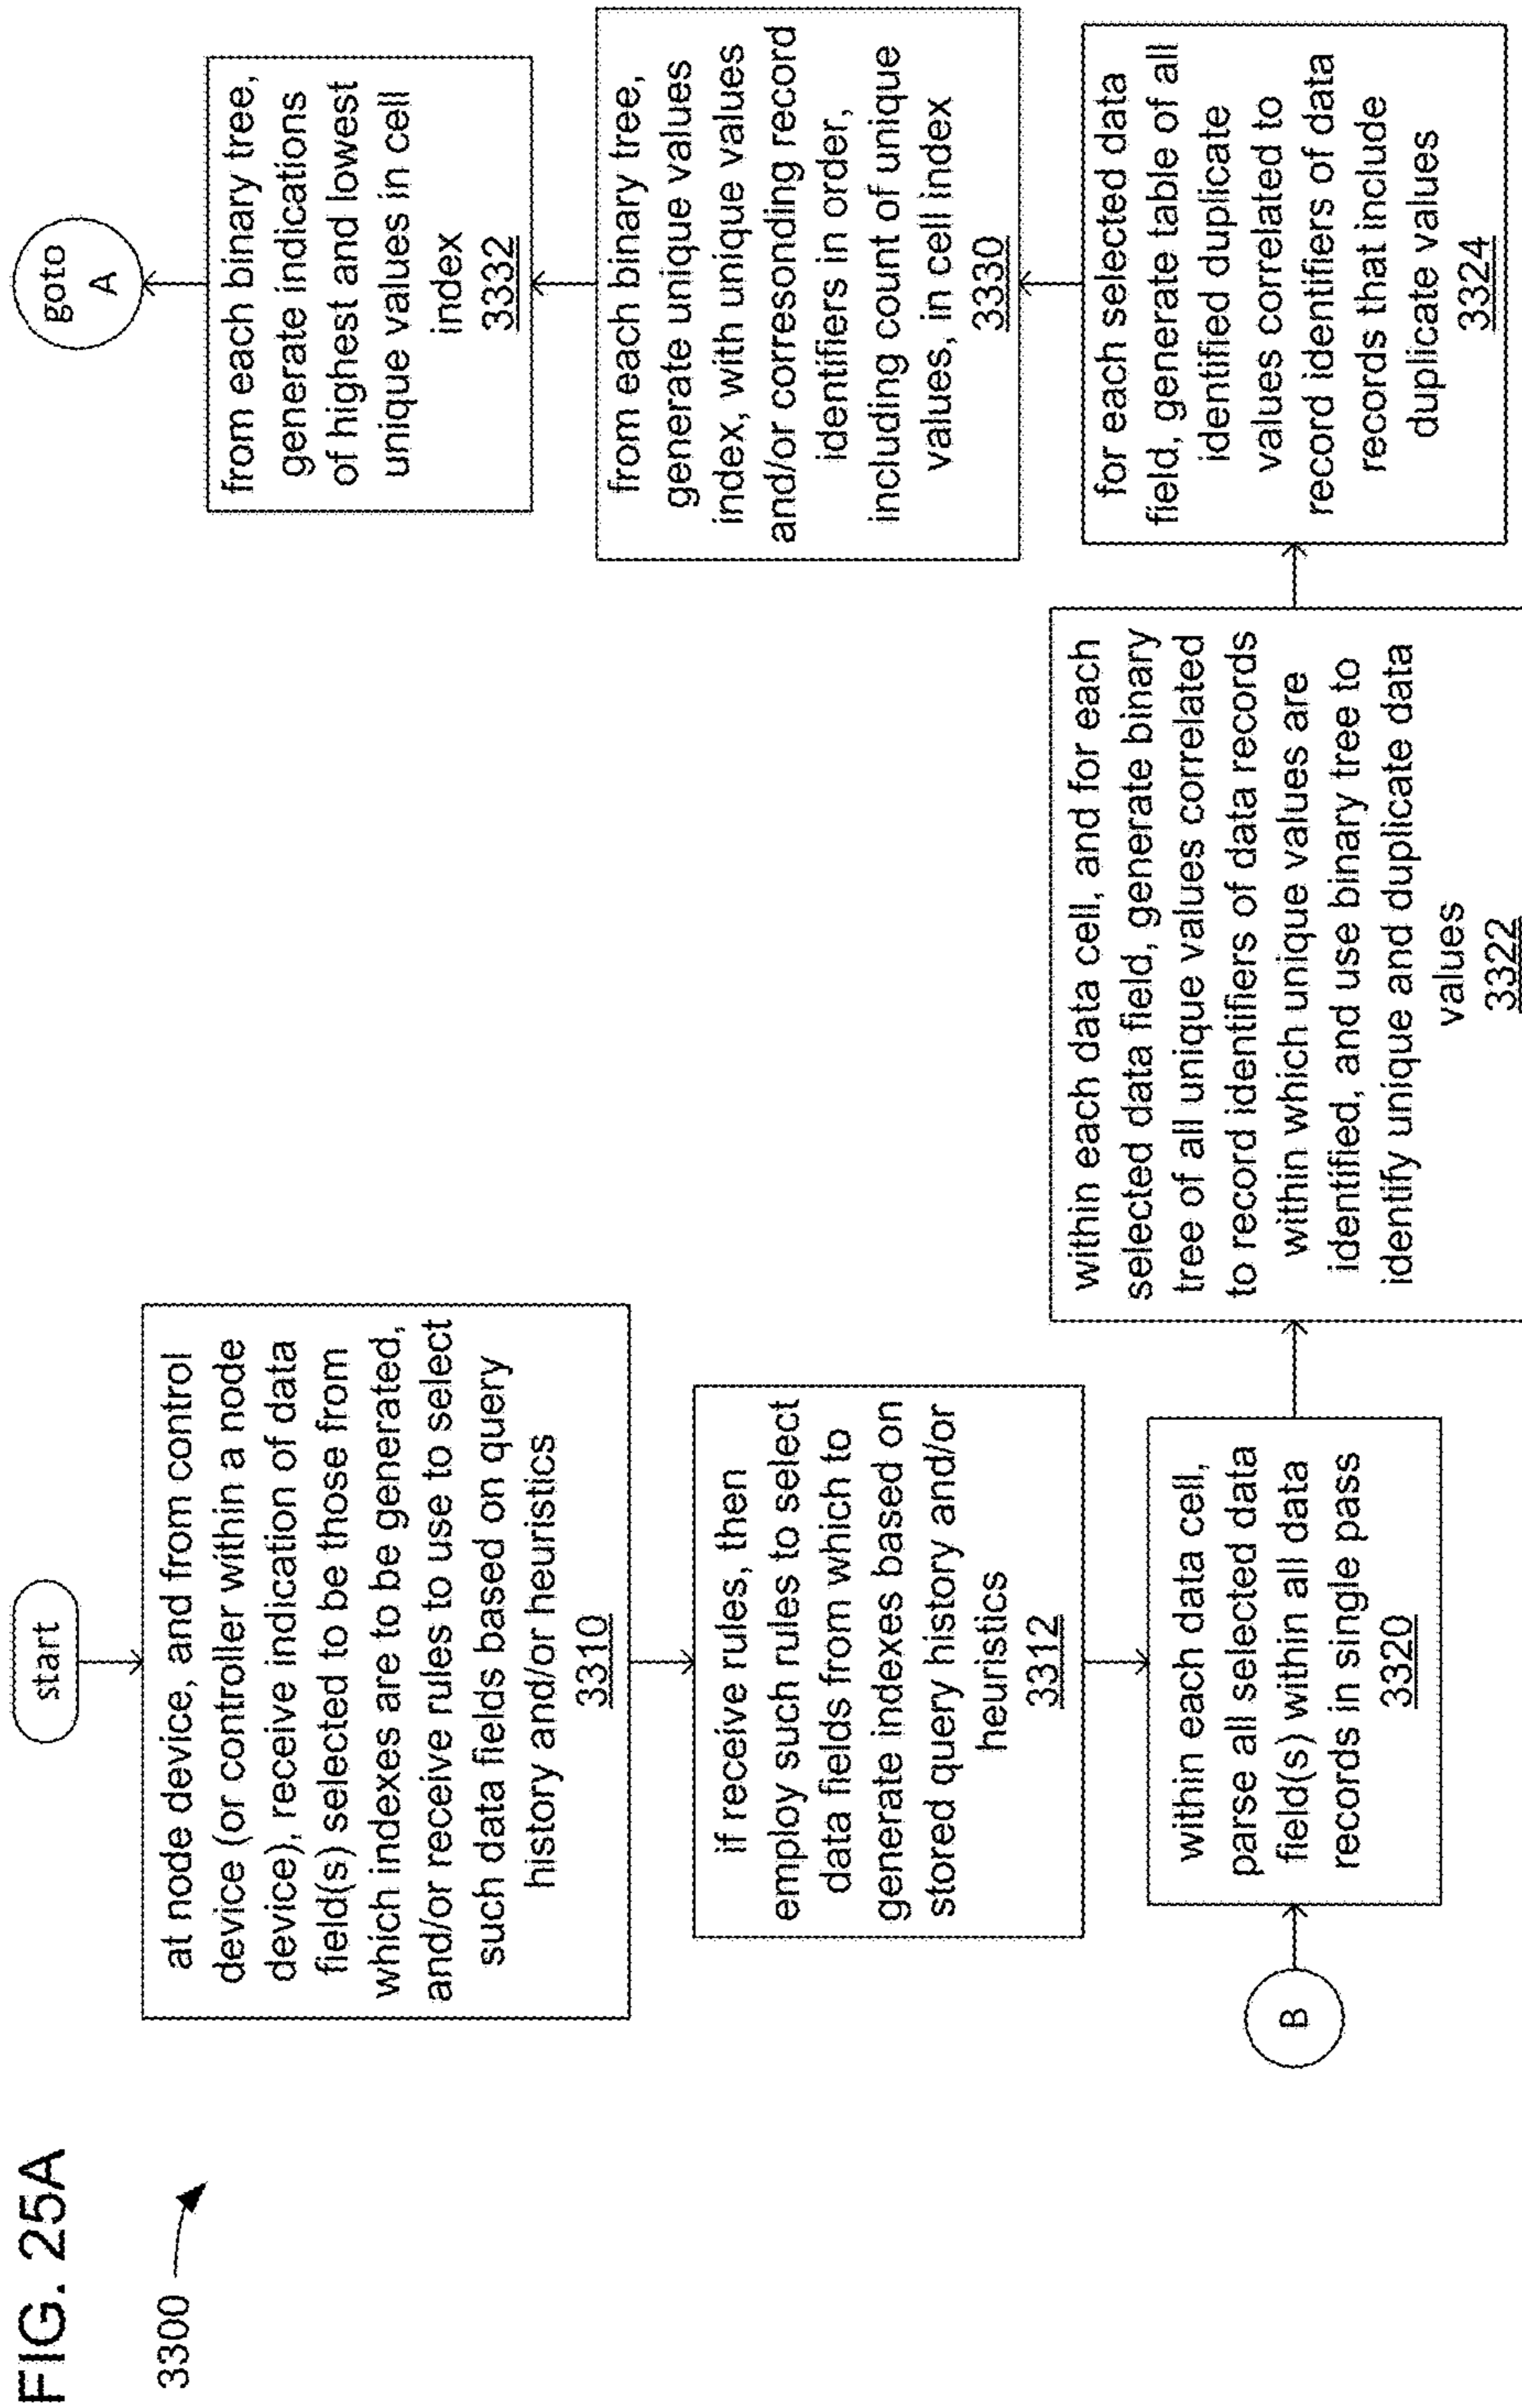 FIG. 25A
3300
start
at node device, and from control
device (or controller within a node
device), receive indication of data
field(s) selected to be those from
which indexes are to be generated,
and/or receive rules to use to select
such data fields based on query
history and/or heuristics
3310
if receive rules, then
employ such rules to select
data fields from which to
generate indexes based on
stored query history and/or
heuristics
3312
B
within each data cell,
parse all selected data
field(s) within all data
records in single pass
3320
within each data cell, and for each
selected data field, generate binary
tree of all unique values correlated
to record identifiers of data records
within which unique values are
identified, and use binary tree to
identify unique and duplicate data
values
3322
for each selected data
field, generate table of all
identified duplicate
values correlated to
record identifiers of data
records that include
duplicate values
3324
from each binary tree,
generate unique values
index, with unique values
and/or corresonding record
identifiers in order,
including count of unique
values, in cell index
3330
from each binary tree,
generate indications
of highest and lowest
unique values in cell
index
3332
goto
A